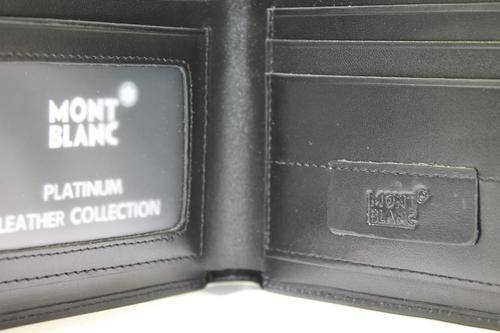 MONT
BLANC
PLATINUM
LEATHER COLLECTION
MONT
BLANC